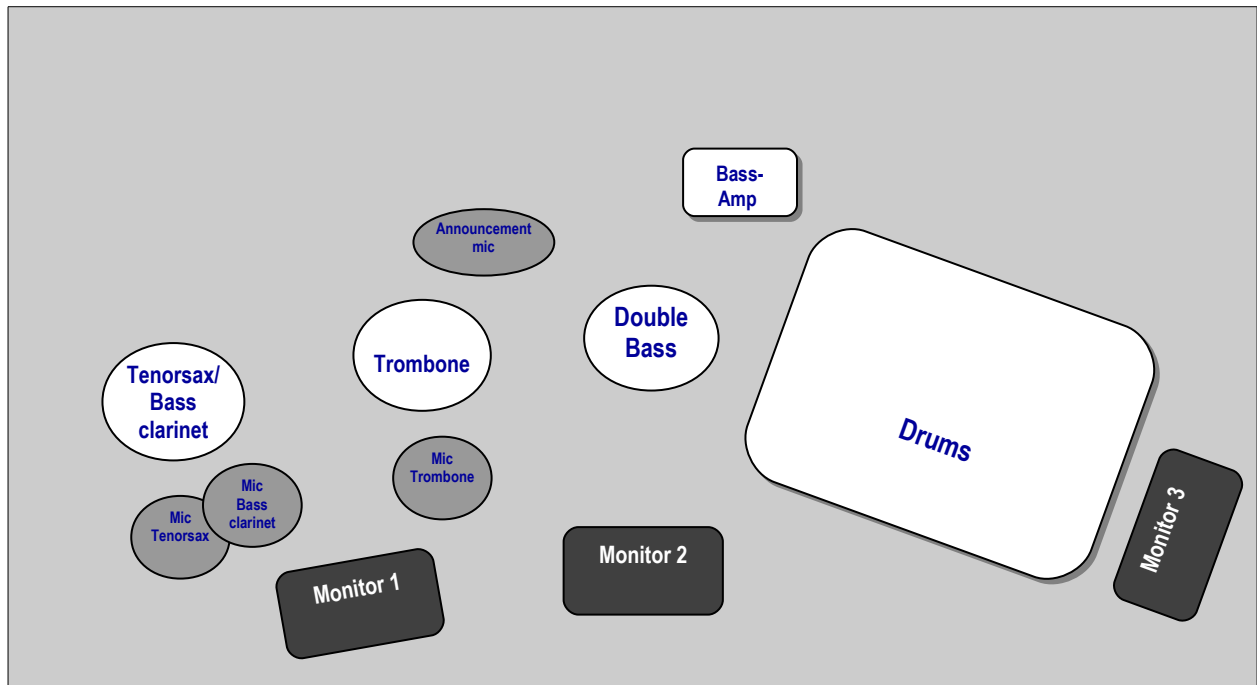 Bass-
Amp
Announcement
mic
Double
Bass
Trombone
Tenorsax/
Bass
clarinet
Drums
Mic
Trombone
Mic
Bass
clarinet
Mic
Tenorsax
Monitor 1
Monitor 2
Monitor 3